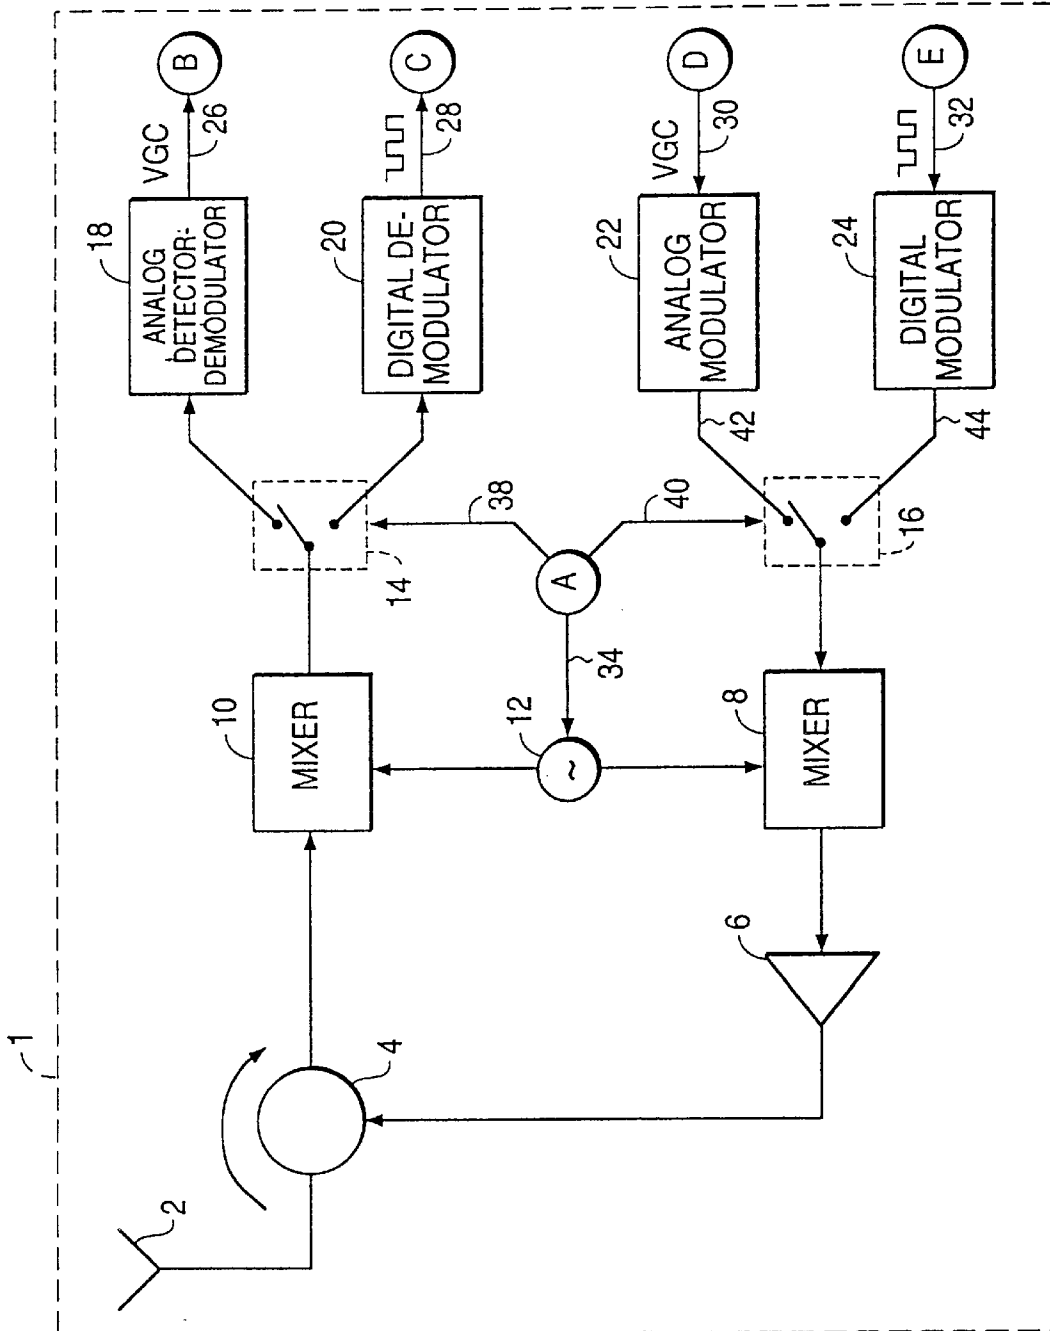 1
2
4
6
10
MIXER
8
MIXER
12
~
34
A
38
40
14
16
18
ANALOG
DETECTOR-
DEMODULATOR
VGC
26
B
20
DIGITAL DE-
MODULATOR
28
C
22
ANALOG
MODULATOR
42
VGC
30
D
24
DIGITAL
MODULATOR
44
32
E